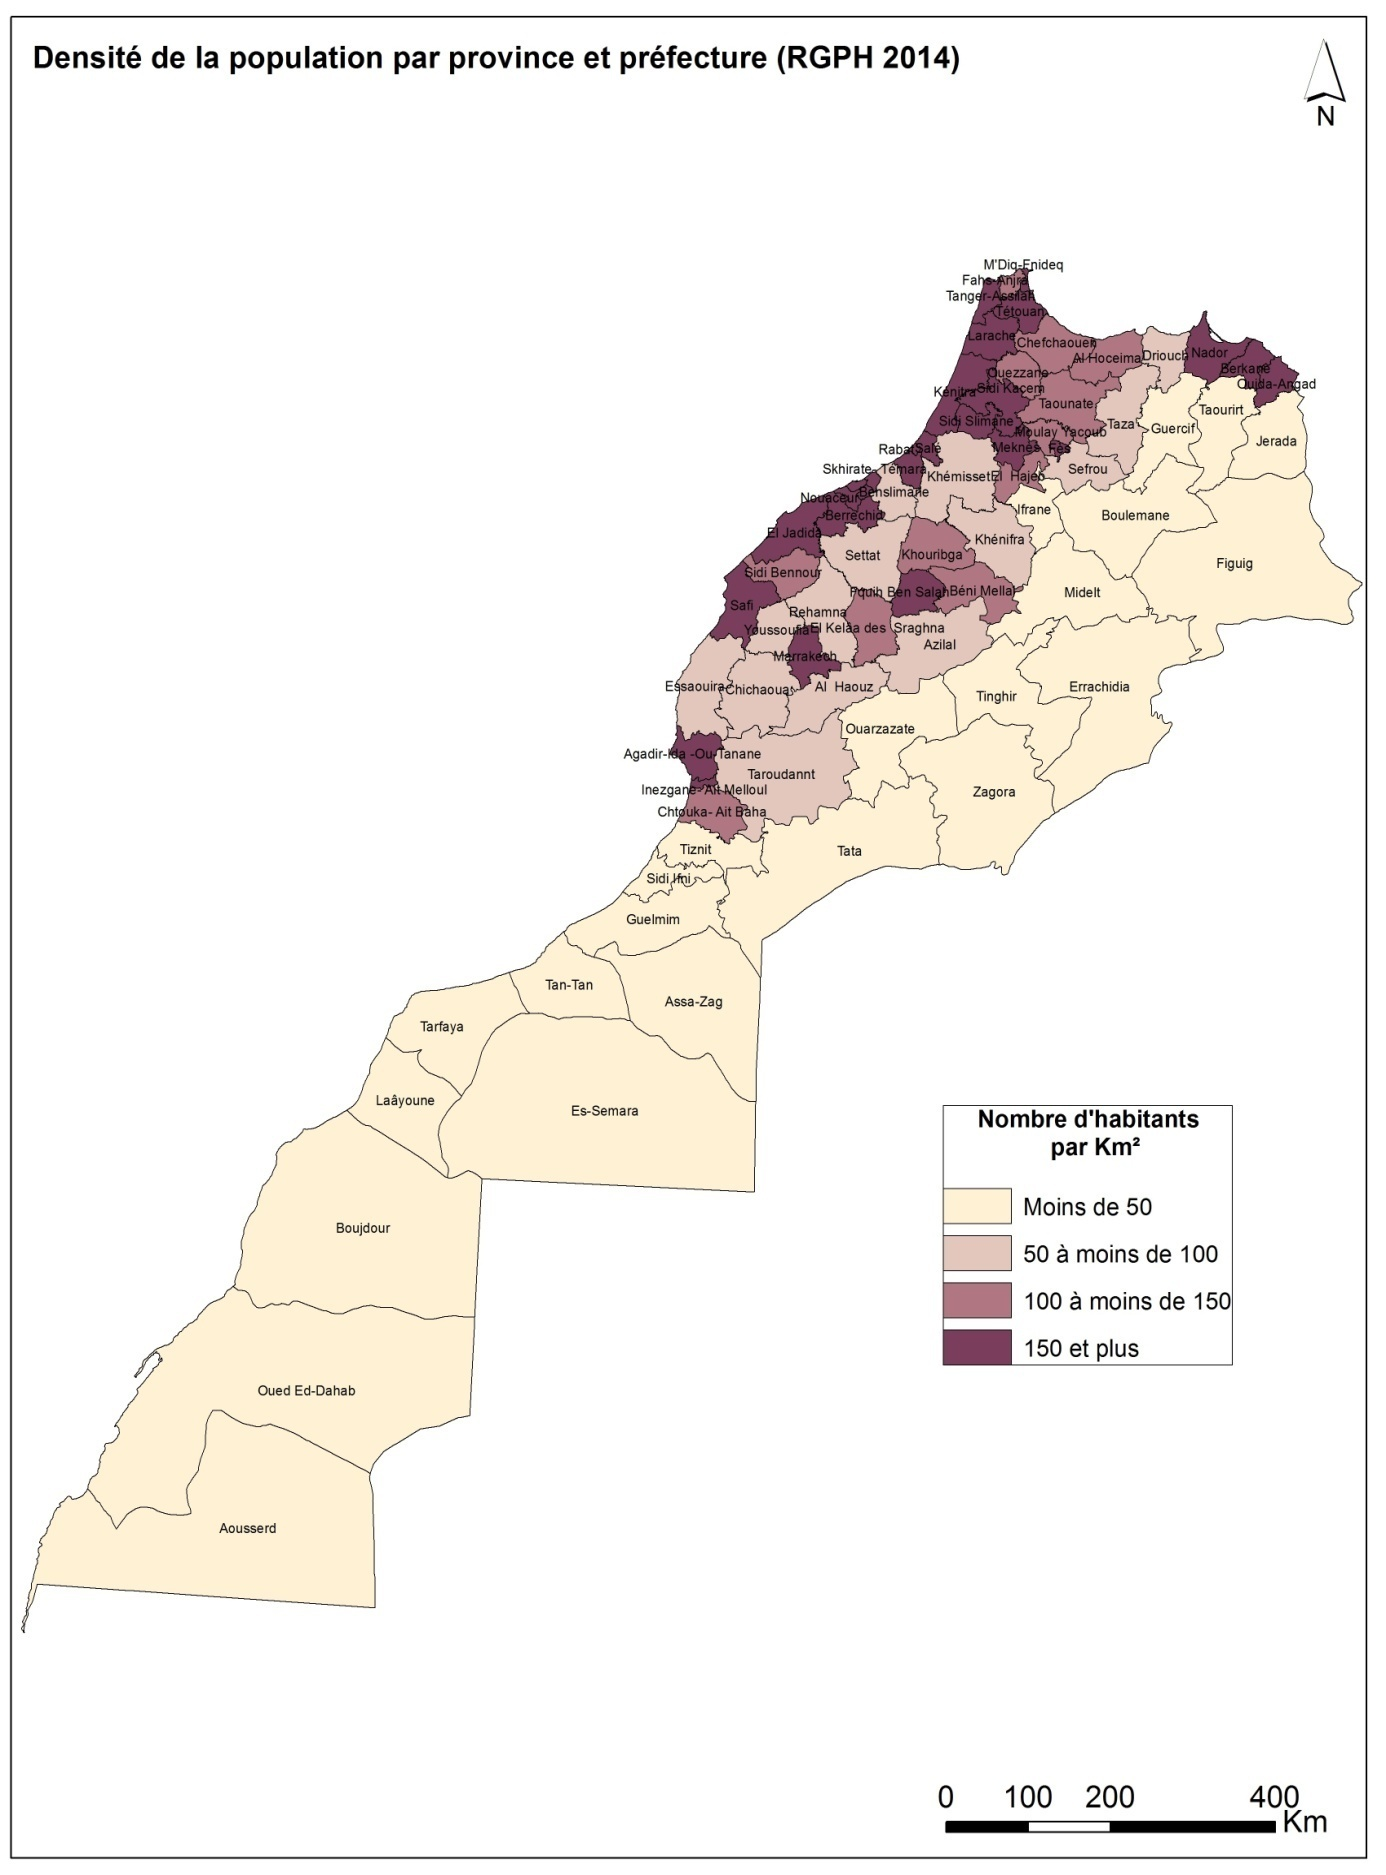 Densité de la population par province et préfecture (RGPH 2014)
N
M'Diq-Fnideq
Fahs-Anjra
Tanger-Assilah
Tétouan
Larache
Chefchaouen
Al Hoceima
Driouch
Nador
Berkane
Oujda-Angad
Ouezzane
Kénitra
Sidi Kacem
Taounate
Taourirt
Sidi Slimane
Taza
Guercif
Jerada
Moulay Yacoub
Meknès
Fès
Rabat
Salé
Skhirate- Témara
Khémisset
El Hajeb
Sefrou
Nouaceur
Benslimane
Ifrane
Boulemane
Berrechid
El Jadida
Settat
Khouribga
Khénifra
Figuig
Sidi Bennour
Fquih Ben Salah
Béni Mellal
Midelt
Safi
Rehamna
Youssoufia
El Kelâa des Sraghna
Azilal
Marrakech
Essaouira
Chichaoua
Al Haouz
Tinghir
Errachidia
Ouarzazate
Agadir-Ida -Ou-Tanane
Taroudannt
Inezgane- Ait Melloul
Zagora
Chtouka- Ait Baha
Tiznit
Tata
Sidi Ifni
Guelmim
Tan-Tan
Assa-Zag
Tarfaya
Laâyoune
Es-Semara
Boujdour
Oued Ed-Dahab
Aousserd
Nombre d'habitants
par Km²
Moins de 50
50 à moins de 100
100 à moins de 150
150 et plus
0 100 200 400
Km